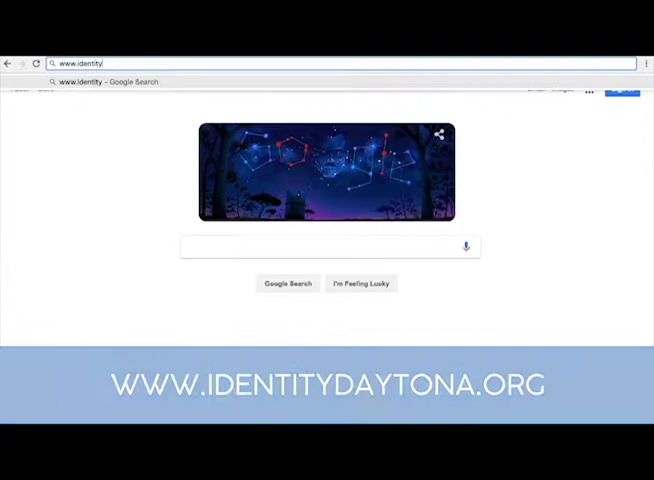 www.identity
www.identity - Google Search
Google Search
I'm Feeling Lucky
WWW.IDENTITYDAYTONA.ORG